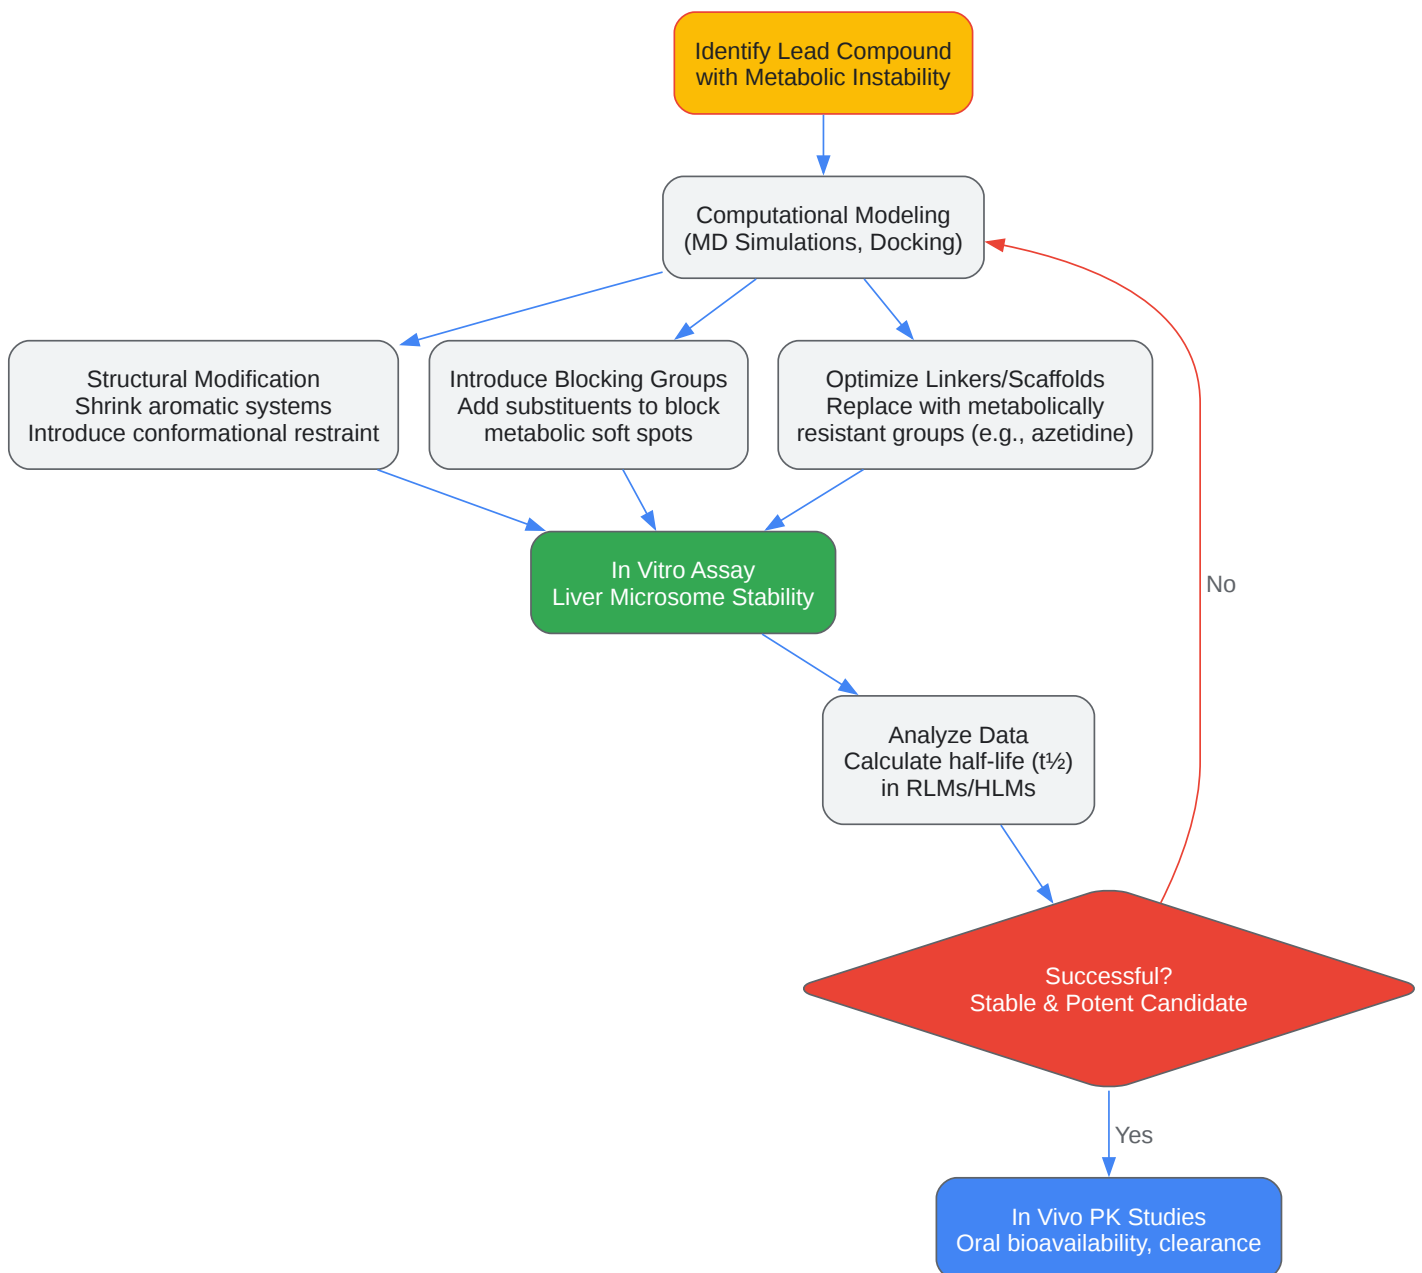 Identify Lead Compound
with Metabolic Instability
Computational Modeling
(MD Simulations, Docking)
Structural Modification
Shrink aromatic systems
Introduce conformational restraint
Introduce Blocking Groups
Add substituents to block
metabolic soft spots
Optimize Linkers/Scaffolds
Replace with metabolically
resistant groups (e.g., azetidine)
In Vitro Assay
Liver Microsome Stability
No
Analyze Data
Calculate half-life (t½)
in RLMs/HLMs
Successful?
Stable & Potent Candidate
Yes
In Vivo PK Studies
Oral bioavailability, clearance